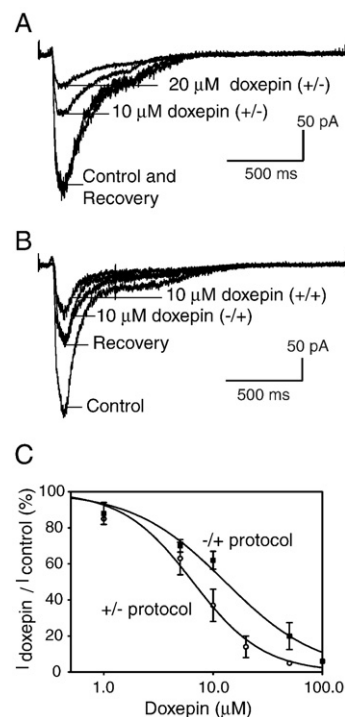 A
20 μM doxepin (+/-)
10 μM doxepin (+/-)
50 pA
500 ms
Control and
Recovery
B
10 μM doxepin (+/+)
10 μM doxepin (-/+)
Recovery
50 pA
500 ms
Control
C
I doxepin / I control (%)
100
80
60
40
20
0
-/+ protocol
+/- protocol
1.0
10.0
100.0
Doxepin (μM)